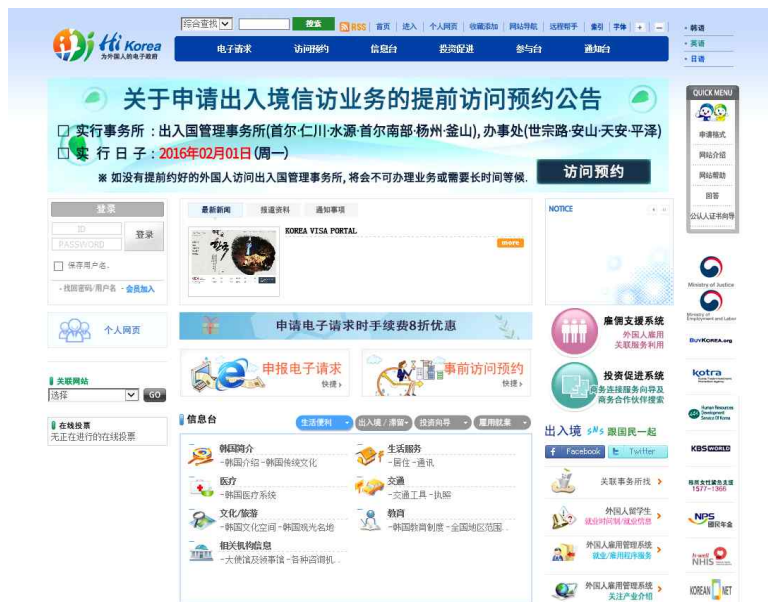 综合查找
搜索
RSS | 首页 | 进入 | 个人网页 | 收藏添加 | 网站导航 | 远程帮手 | 索引 | 字体 + -
Hi Korea
为外国人的电子政府
电子请求 访问预约 信息台 投资促进 参与台 通知台
· 韩语
· 英语
· 日语
关于申请出入境信访业务的提前访问预约公告
实行事务所 : 出入国管理事务所(首尔·仁川·水源·首尔南部·杨州·釜山), 办事处(世宗路·安山·天安·平泽)
实 行 日 子 : 2016年02月01日 (周一)
※ 如没有提前约好的外国人访问出入国管理事务所, 将会不可办理业务或需要长时间等候.
访问预约
QUICK MENU
申请格式
网站介绍
网站帮助
回答
公认人证书向导
登录
ID
PASSWORD
登录
保存用户名.
· 找回密码/用户名 · 会员加入
最新新闻 报道资料 通知事项
KOREA VISA PORTAL
more
NOTICE
个人网页
申请电子请求时手续费8折优惠
申报电子请求
快捷 ›
事前访问预约
快捷 ›
雇佣支援系统
外国人雇用
关联服务利用
投资促进系统
商务连接服务向导及
商务合作伙伴搜索
关联网站
选择
GO
在线投票
无正在进行的在线投票
信息台
生活便利
出入境 / 滞留
投资向导
雇用就业
韩国简介
-韩国介绍 -韩国传统文化
生活服务
-居住 -通讯
医疗
-韩国医疗系统
交通
-交通工具 -执照
文化/旅游
-韩国文化空间 -韩国观光名地
教育
-韩国教育制度 -全国地区范围...
相关机构信息
-大使馆及领事馆 -各种咨询机...
出入境 SNS 跟国民一起
Facebook
Twitter
关联事务所找 ›
外国人留学生 ›
就业时间制/就业信息
外国人雇用管理系统 ›
就业/雇用程序服务
外国人雇用管理系统 ›
关注产业介绍
Ministry of Justice
Ministry of
Employment and Labor
BUYKOREA.org
kotra
Human Resources
Development
Service Of Korea
KBS WORLD
1577-1366
NPS
國民年金
hi-well
NHIS
KOREAN NET